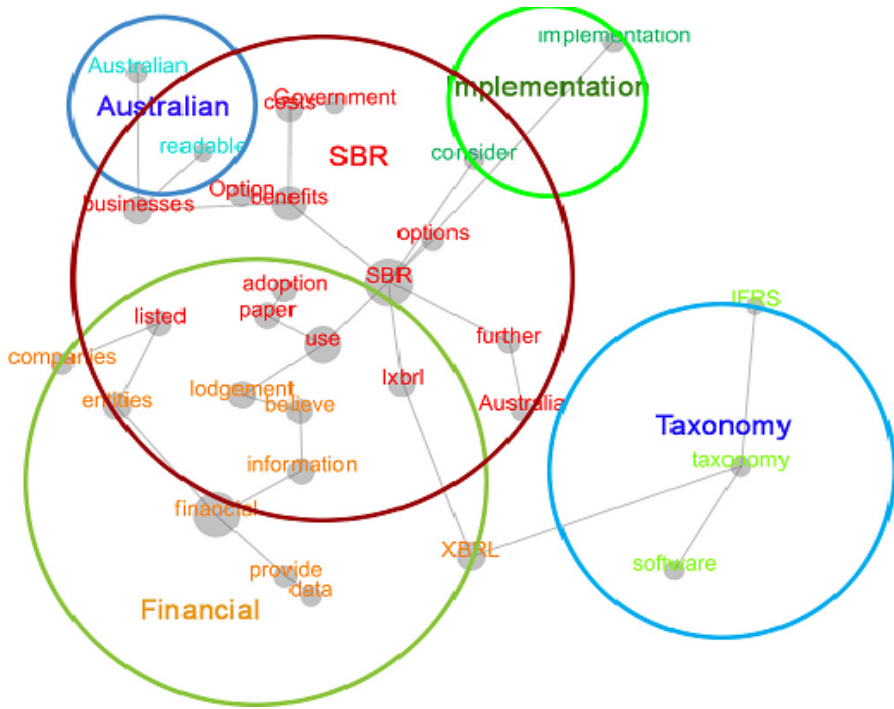 implementation
Australian
Implementation
Australian
costs
Government
readable
SBR
consider
Option
benefits
businesses
options
SBR
adoption
IFRS
paper
listed
use
further
companies
lodgement
Ixbrl
entities
believe
Australia
Taxonomy
information
taxonomy
financial
XBRL
provide
software
data
Financial